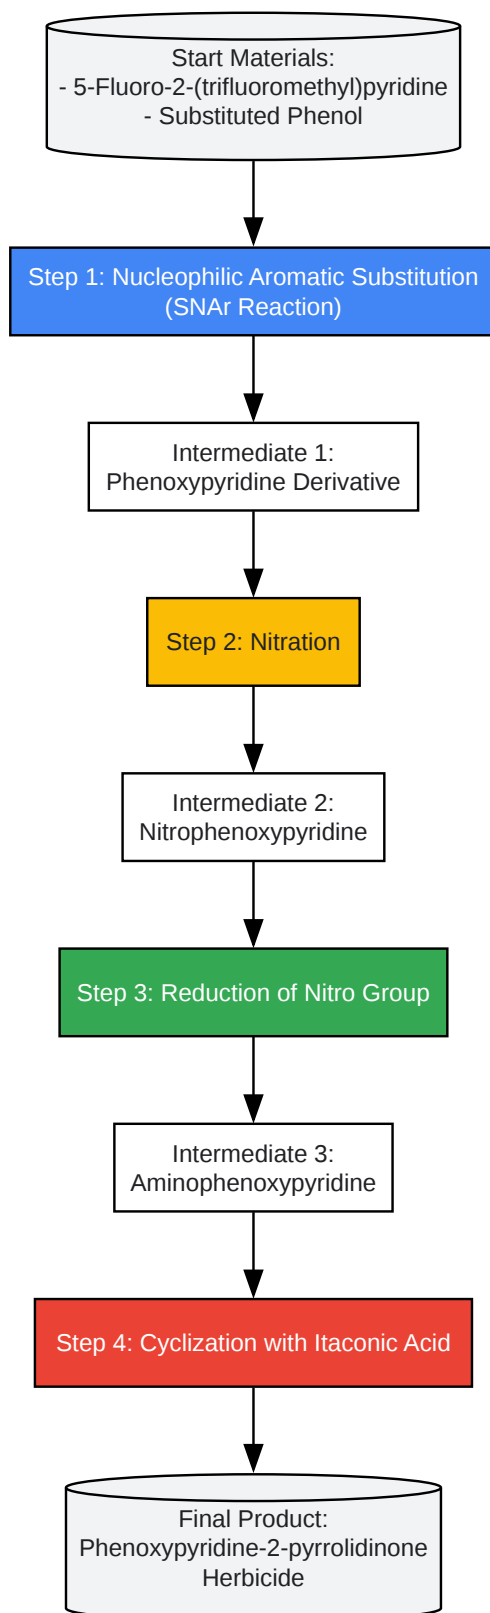 Start Materials:
- 5-Fluoro-2-(trifluoromethyl)pyridine
- Substituted Phenol
Step 1: Nucleophilic Aromatic Substitution
(SNAr Reaction)
Intermediate 1:
Phenoxypyridine Derivative
Step 2: Nitration
Intermediate 2:
Nitrophenoxypyridine
Step 3: Reduction of Nitro Group
Intermediate 3:
Aminophenoxypyridine
Step 4: Cyclization with Itaconic Acid
Final Product:
Phenoxypyridine-2-pyrrolidinone
Herbicide